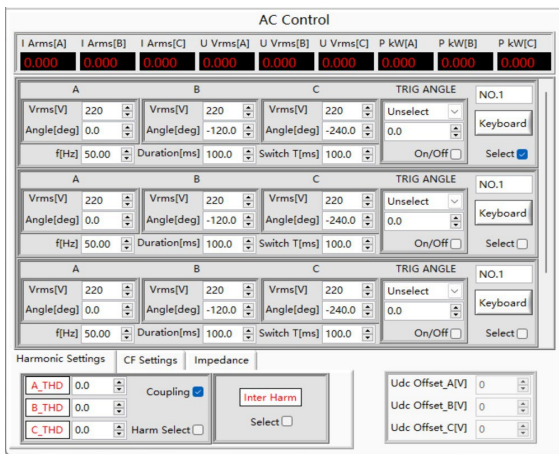 AC Control
I Arms[A] I Arms[B] I Arms[C] U Vrms[A] U Vrms[B] U Vrms[C] P kW[A] P kW[B] P kW[C]
0.000 0.000 0.000 0.000 0.000 0.000 0.000 0.000 0.000
A B C TRIG ANGLE NO.1
Vrms[V] 220 Vrms[V] 220 Vrms[V] 220 Unselect
Angle[deg] 0.0 Angle[deg] -120.0 Angle[deg] -240.0 0.0 Keyboard
f[Hz] 50.00 Duration[ms] 100.0 Switch T[ms] 100.0 On/Off Select
A B C TRIG ANGLE NO.1
Vrms[V] 220 Vrms[V] 220 Vrms[V] 220 Unselect
Angle[deg] 0.0 Angle[deg] -120.0 Angle[deg] -240.0 0.0 Keyboard
f[Hz] 50.00 Duration[ms] 100.0 Switch T[ms] 100.0 On/Off Select
A B C TRIG ANGLE NO.1
Vrms[V] 220 Vrms[V] 220 Vrms[V] 220 Unselect
Angle[deg] 0.0 Angle[deg] -120.0 Angle[deg] -240.0 0.0 Keyboard
f[Hz] 50.00 Duration[ms] 100.0 Switch T[ms] 100.0 On/Off Select
Harmonic Settings CF Settings Impedance
A_THD 0.0 Coupling Inter Harm Udc Offset_A[V] 0
B_THD 0.0 Udc Offset_B[V] 0
C_THD 0.0 Harm Select Select Udc Offset_C[V] 0